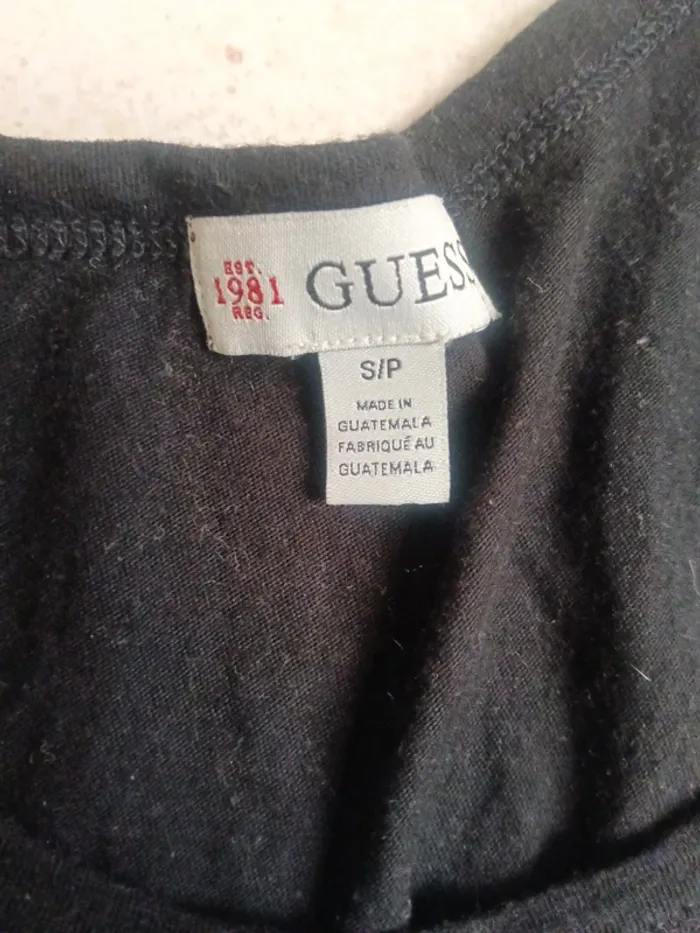 EST.
1981
REG.
GUESS
S/P
MADE IN
GUATEMALA
FABRIQUÉ AU
GUATEMALA